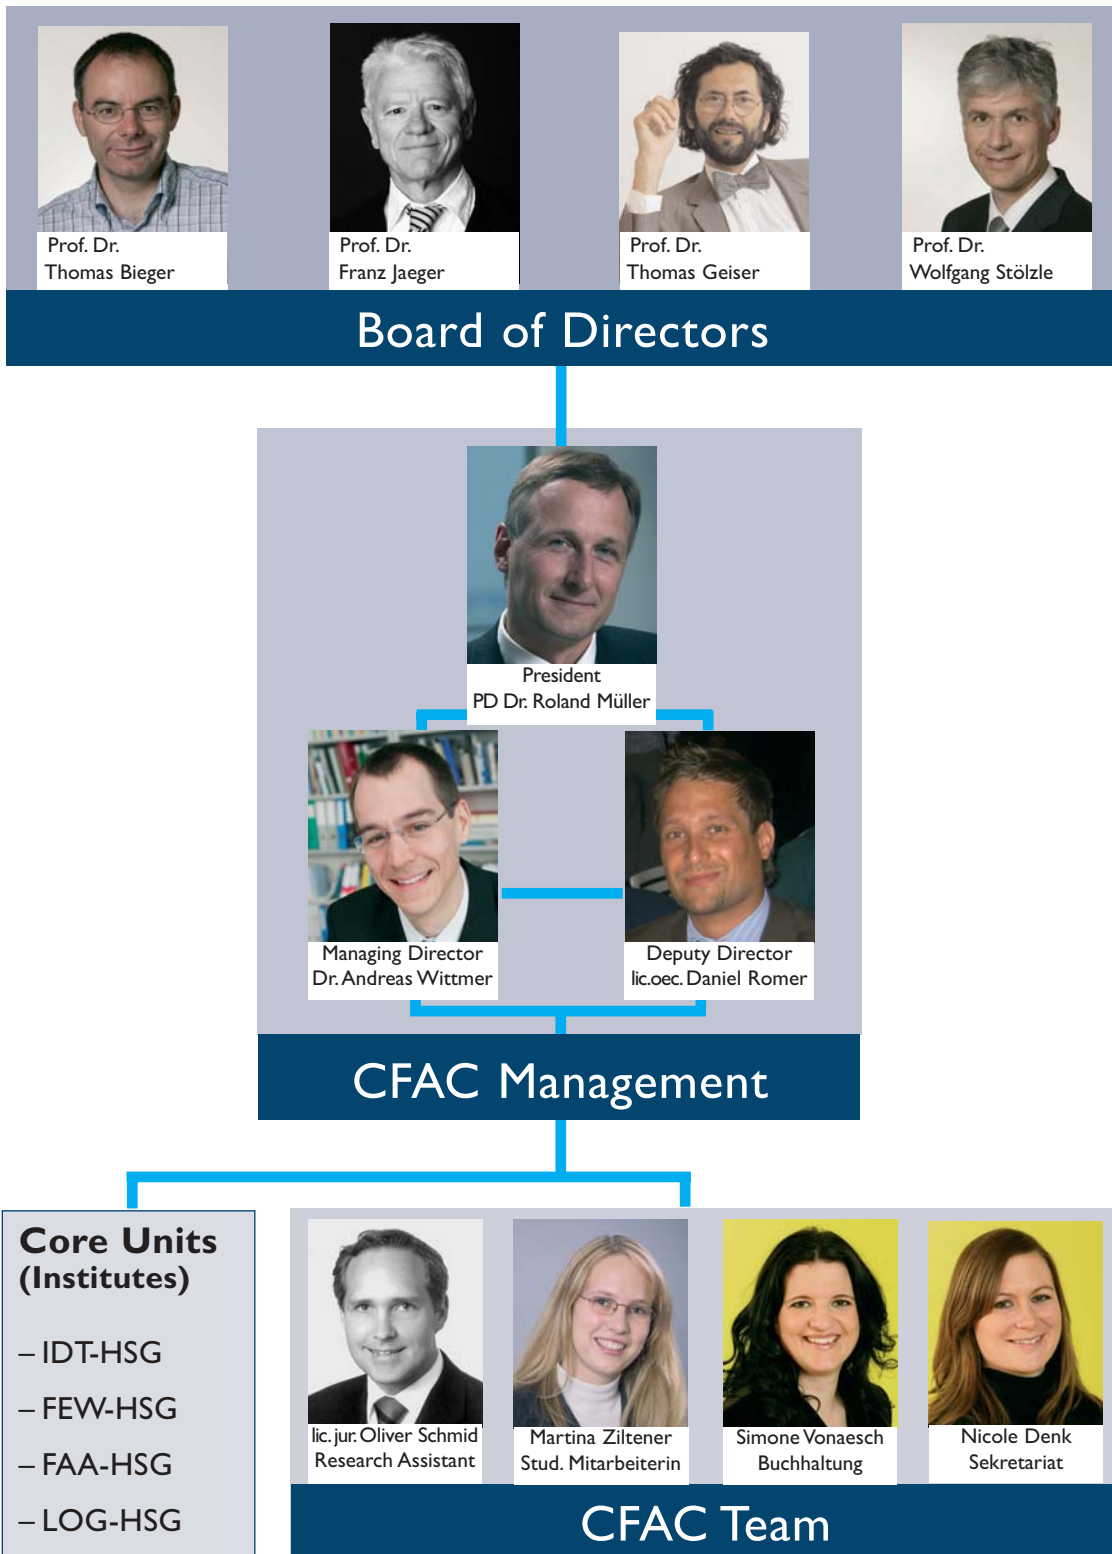 Prof. Dr.
Thomas Bieger
Prof. Dr.
Franz Jaeger
Prof. Dr.
Thomas Geiser
Prof. Dr.
Wolfgang Stölzle
Board of Directors
President
PD Dr. Roland Müller
Managing Director
Dr. Andreas Wittmer
Deputy Director
lic.oec. Daniel Romer
CFAC Management
Core Units
(Institutes)
– IDT-HSG
– FEW-HSG
– FAA-HSG
– LOG-HSG
lic. jur. Oliver Schmid
Research Assistant
Martina Ziltener
Stud. Mitarbeiterin
Simone Vonaesch
Buchhaltung
Nicole Denk
Sekretariat
CFAC Team